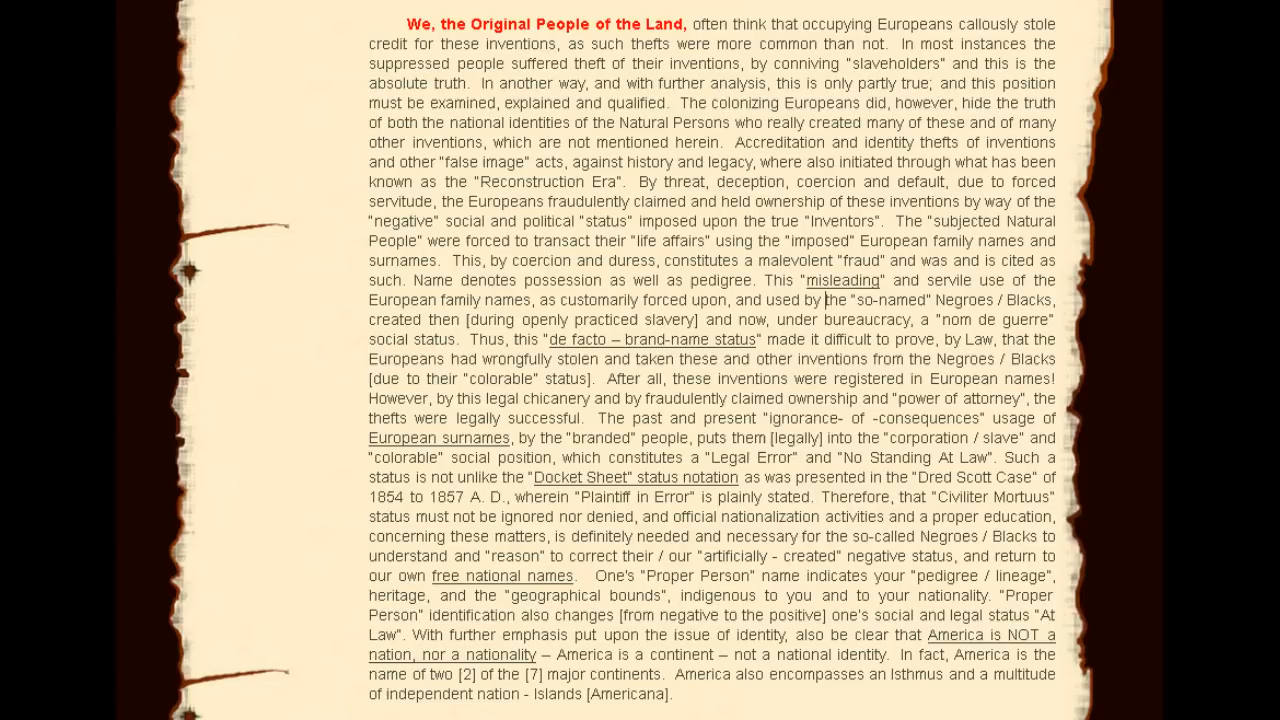 We, the Original People of the Land, often think that occupying Europeans callously stole
credit for these inventions, as such thefts were more common than not. In most instances the
suppressed people suffered theft of their inventions, by conniving "slaveholders" and this is the
absolute truth. In another way, and with further analysis, this is only partly true; and this position
must be examined, explained and qualified. The colonizing Europeans did, however, hide the truth
of both the national identities of the Natural Persons who really created many of these and of many
other inventions, which are not mentioned herein. Accreditation and identity thefts of inventions
and other "false image" acts, against history and legacy, where also initiated through what has been
known as the "Reconstruction Era". By threat, deception, coercion and default, due to forced
servitude, the Europeans fraudulently claimed and held ownership of these inventions by way of the
"negative" social and political "status" imposed upon the true "Inventors". The "subjected Natural
People" were forced to transact their "life affairs" using the "imposed" European family names and
surnames. This, by coercion and duress, constitutes a malevolent "fraud" and was and is cited as
such. Name denotes possession as well as pedigree. This "misleading" and servile use of the
European family names, as customarily forced upon, and used by the "so-named" Negroes / Blacks,
created then [during openly practiced slavery] and now, under bureaucracy, a "nom de guerre"
social status. Thus, this "de facto – brand-name status" made it difficult to prove, by Law, that the
Europeans had wrongfully stolen and taken these and other inventions from the Negroes / Blacks
[due to their "colorable" status]. After all, these inventions were registered in European names!
However, by this legal chicanery and by fraudulently claimed ownership and "power of attorney", the
thefts were legally successful. The past and present "ignorance- of -consequences" usage of
European surnames, by the "branded" people, puts them [legally] into the "corporation / slave" and
"colorable" social position, which constitutes a "Legal Error" and "No Standing At Law". Such a
status is not unlike the "Docket Sheet" status notation as was presented in the "Dred Scott Case" of
1854 to 1857 A. D., wherein "Plaintiff in Error" is plainly stated. Therefore, that "Civiliter Mortuus"
status must not be ignored nor denied, and official nationalization activities and a proper education,
concerning these matters, is definitely needed and necessary for the so-called Negroes / Blacks to
understand and "reason" to correct their / our "artificially - created" negative status, and return to
our own free national names. One's "Proper Person" name indicates your "pedigree / lineage",
heritage, and the "geographical bounds", indigenous to you and to your nationality. "Proper
Person" identification also changes [from negative to the positive] one's social and legal status "At
Law". With further emphasis put upon the issue of identity, also be clear that America is NOT a
nation, nor a nationality – America is a continent – not a national identity. In fact, America is the
name of two [2] of the [7] major continents. America also encompasses an Isthmus and a multitude
of independent nation - Islands [Americana].